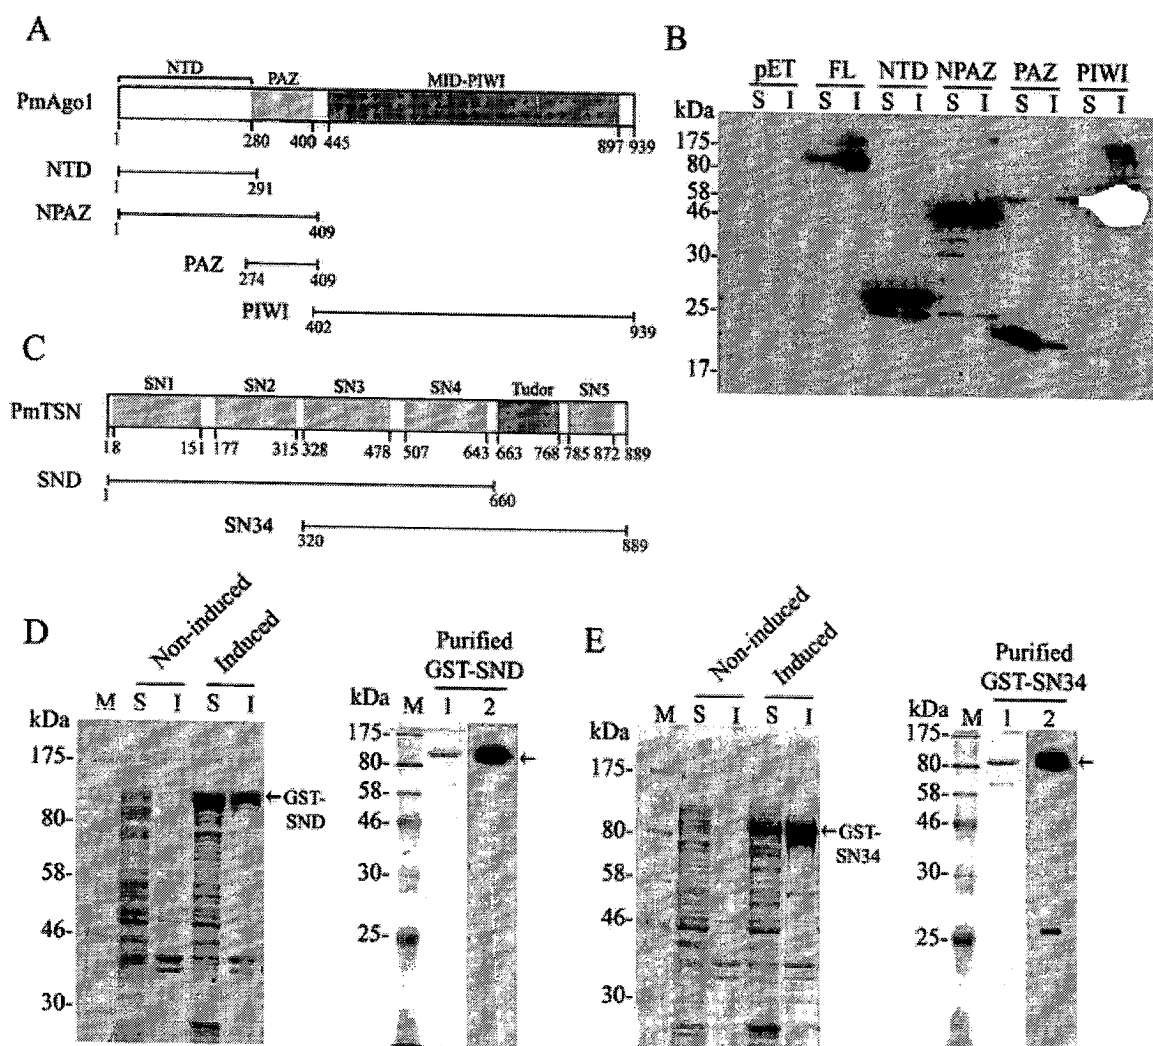 A
NTD PAZ MID-PIWI
PmAgo1
1 280 400 445 897 939
NTD
1 291
NPAZ
1 409
PAZ
274 409
PIWI
402 939
B
pET FL NTD NPAZ PAZ PIWI
kDa S I S I S I S I S I S I
175-
80-
58-
46-
30-
25-
17-
C
SN1 SN2 SN3 SN4 Tudor SN5
PmTSN
18 151 177 315 328 478 507 643 663 768 785 872 889
SND
1 660
SN34
320 889
D
Non-induced
Induced
kDa M S I S I
175-
80-
58-
46-
30-
←GST-
SND
Purified
GST-SND
kDa M 1 2
175-
80-
58-
46-
30-
25-
←
E
Non-induced
Induced
kDa M S I S I
175-
80-
58-
46-
30-
←GST-
SN34
Purified
GST-SN34
kDa M 1 2
175-
80-
58-
46-
30-
25-
←